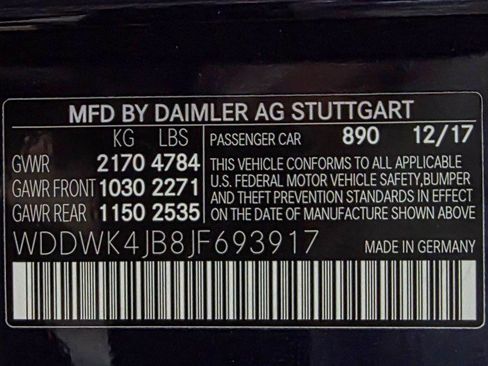 MFD BY DAIMLER AG STUTTGART
KG LBS
GVWR 2170 4784
GAWR FRONT 1030 2271
GAWR REAR 1150 2535
PASSENGER CAR 890 12/17
THIS VEHICLE CONFORMS TO ALL APPLICABLE
U.S. FEDERAL MOTOR VEHICLE SAFETY,BUMPER
AND THEFT PREVENTION STANDARDS IN EFFECT
ON THE DATE OF MANUFACTURE SHOWN ABOVE
WDDWK4JB8JF693917 MADE IN GERMANY